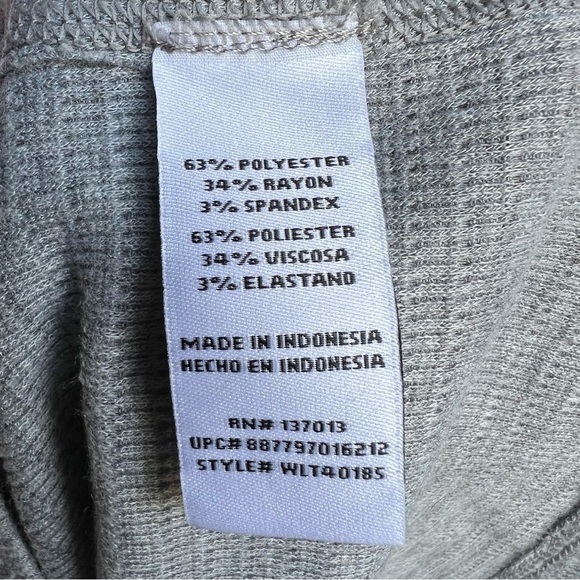 63% POLYESTER
34% RAYON
3% SPANDEX
63% POLIESTER
34% VISCOSA
3% ELASTANO
MADE IN INDONESIA
HECHO EN INDONESIA
RN# 137013
UPC# 887797016212
STYLE# WLT40185